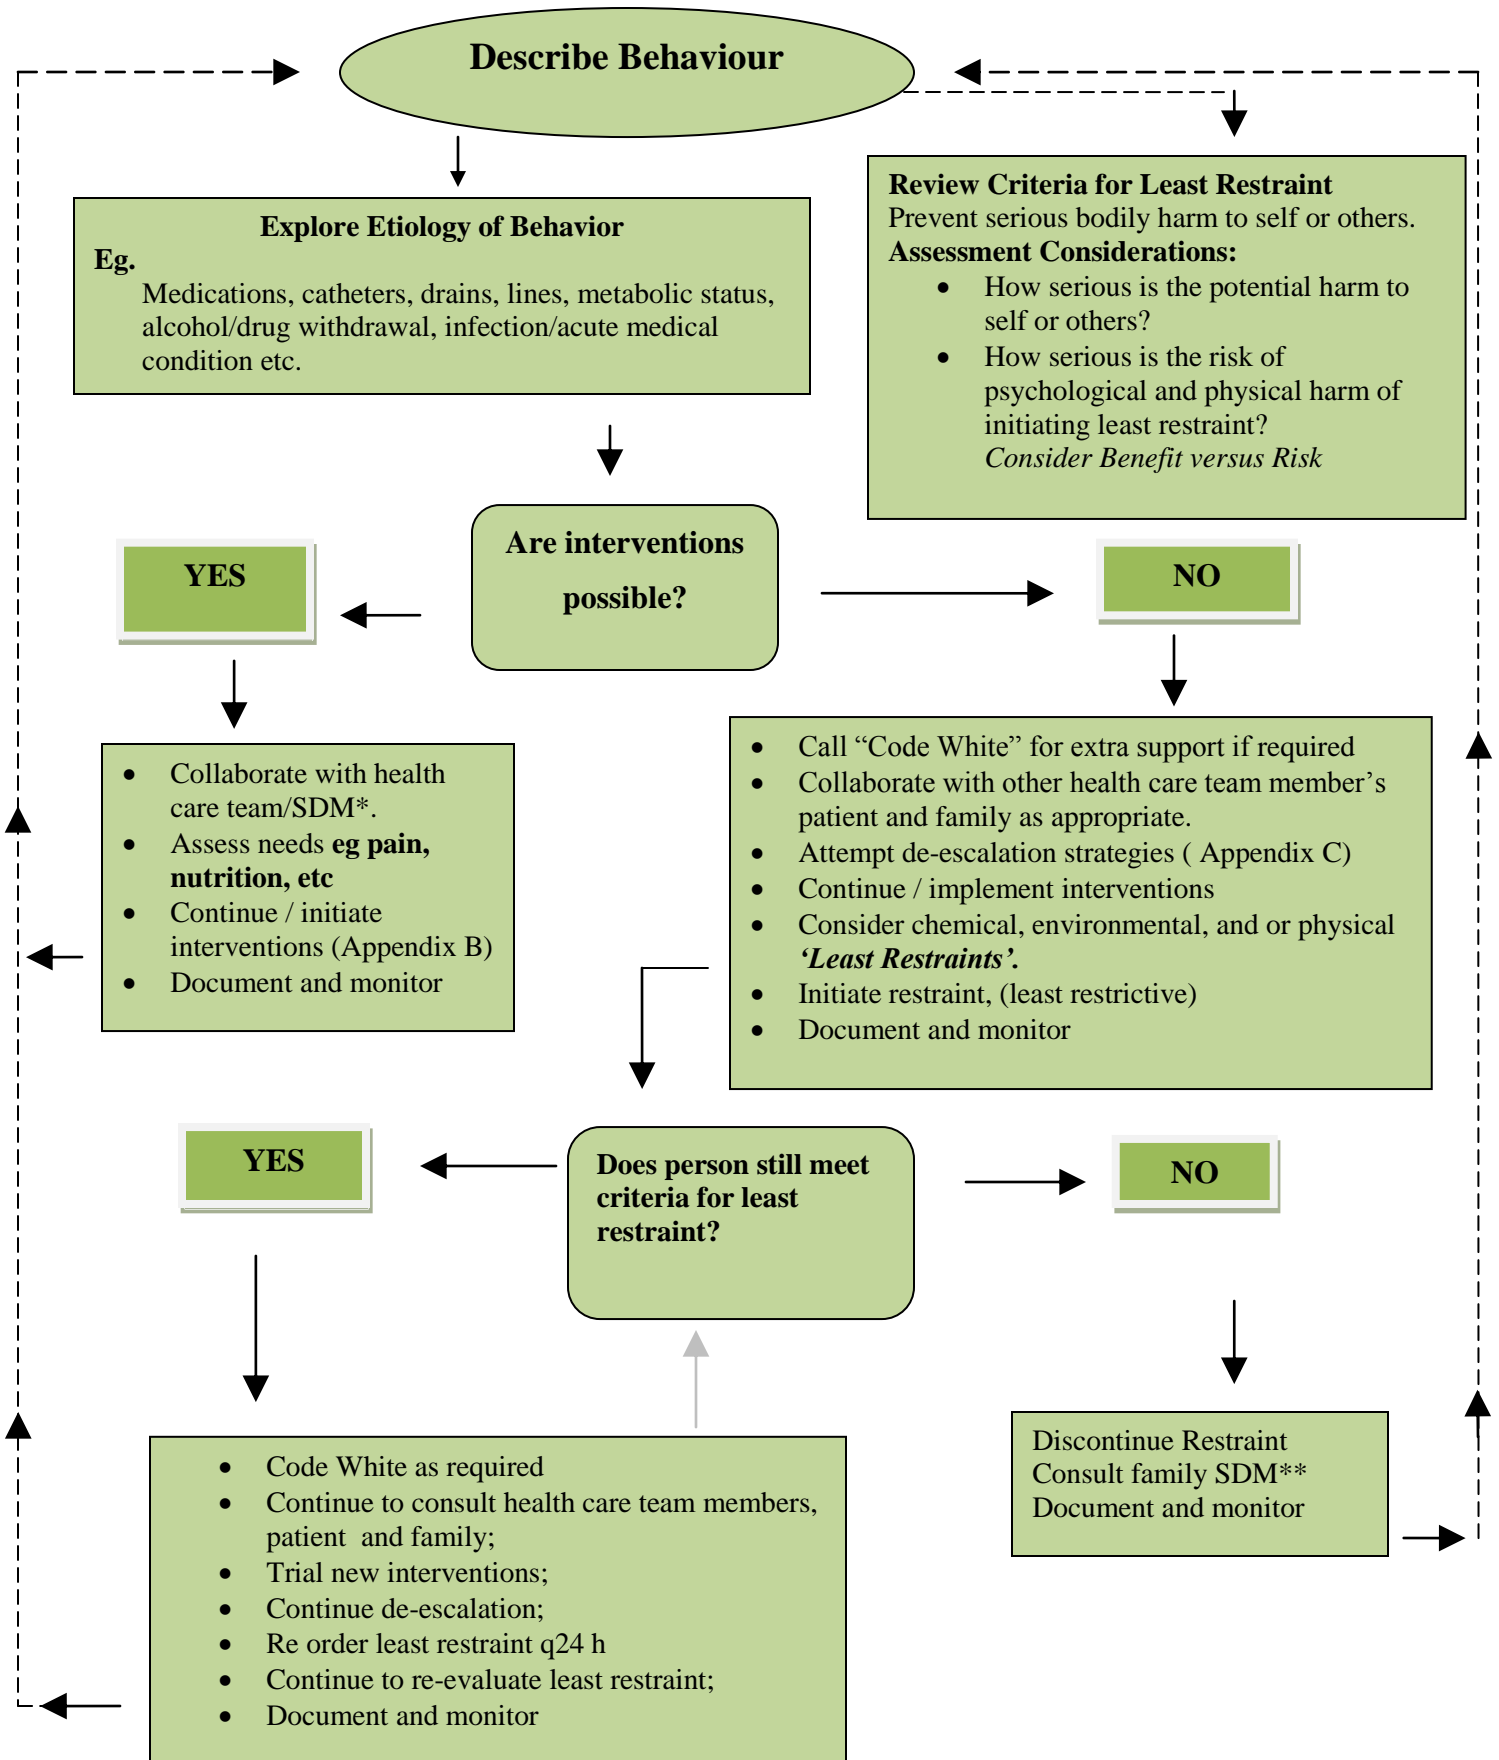 Describe Behaviour
Explore Etiology of Behavior
Eg.
Medications, catheters, drains, lines, metabolic status,
alcohol/drug withdrawal, infection/acute medical
condition etc.
Review Criteria for Least Restraint
Prevent serious bodily harm to self or others.
Assessment Considerations:
• How serious is the potential harm to
self or others?
• How serious is the risk of
psychological and physical harm of
initiating least restraint?
Consider Benefit versus Risk
Are interventions
possible?
YES
NO
• Collaborate with health
care team/SDM*.
• Assess needs eg pain,
nutrition, etc
• Continue / initiate
interventions (Appendix B)
• Document and monitor
• Call “Code White” for extra support if required
• Collaborate with other health care team member’s
patient and family as appropriate.
• Attempt de-escalation strategies ( Appendix C)
• Continue / implement interventions
• Consider chemical, environmental, and or physical
‘Least Restraints’.
• Initiate restraint, (least restrictive)
• Document and monitor
YES
Does person still meet
criteria for least
restraint?
NO
• Code White as required
• Continue to consult health care team members,
patient and family;
• Trial new interventions;
• Continue de-escalation;
• Re order least restraint q24 h
• Continue to re-evaluate least restraint;
• Document and monitor
Discontinue Restraint
Consult family SDM**
Document and monitor